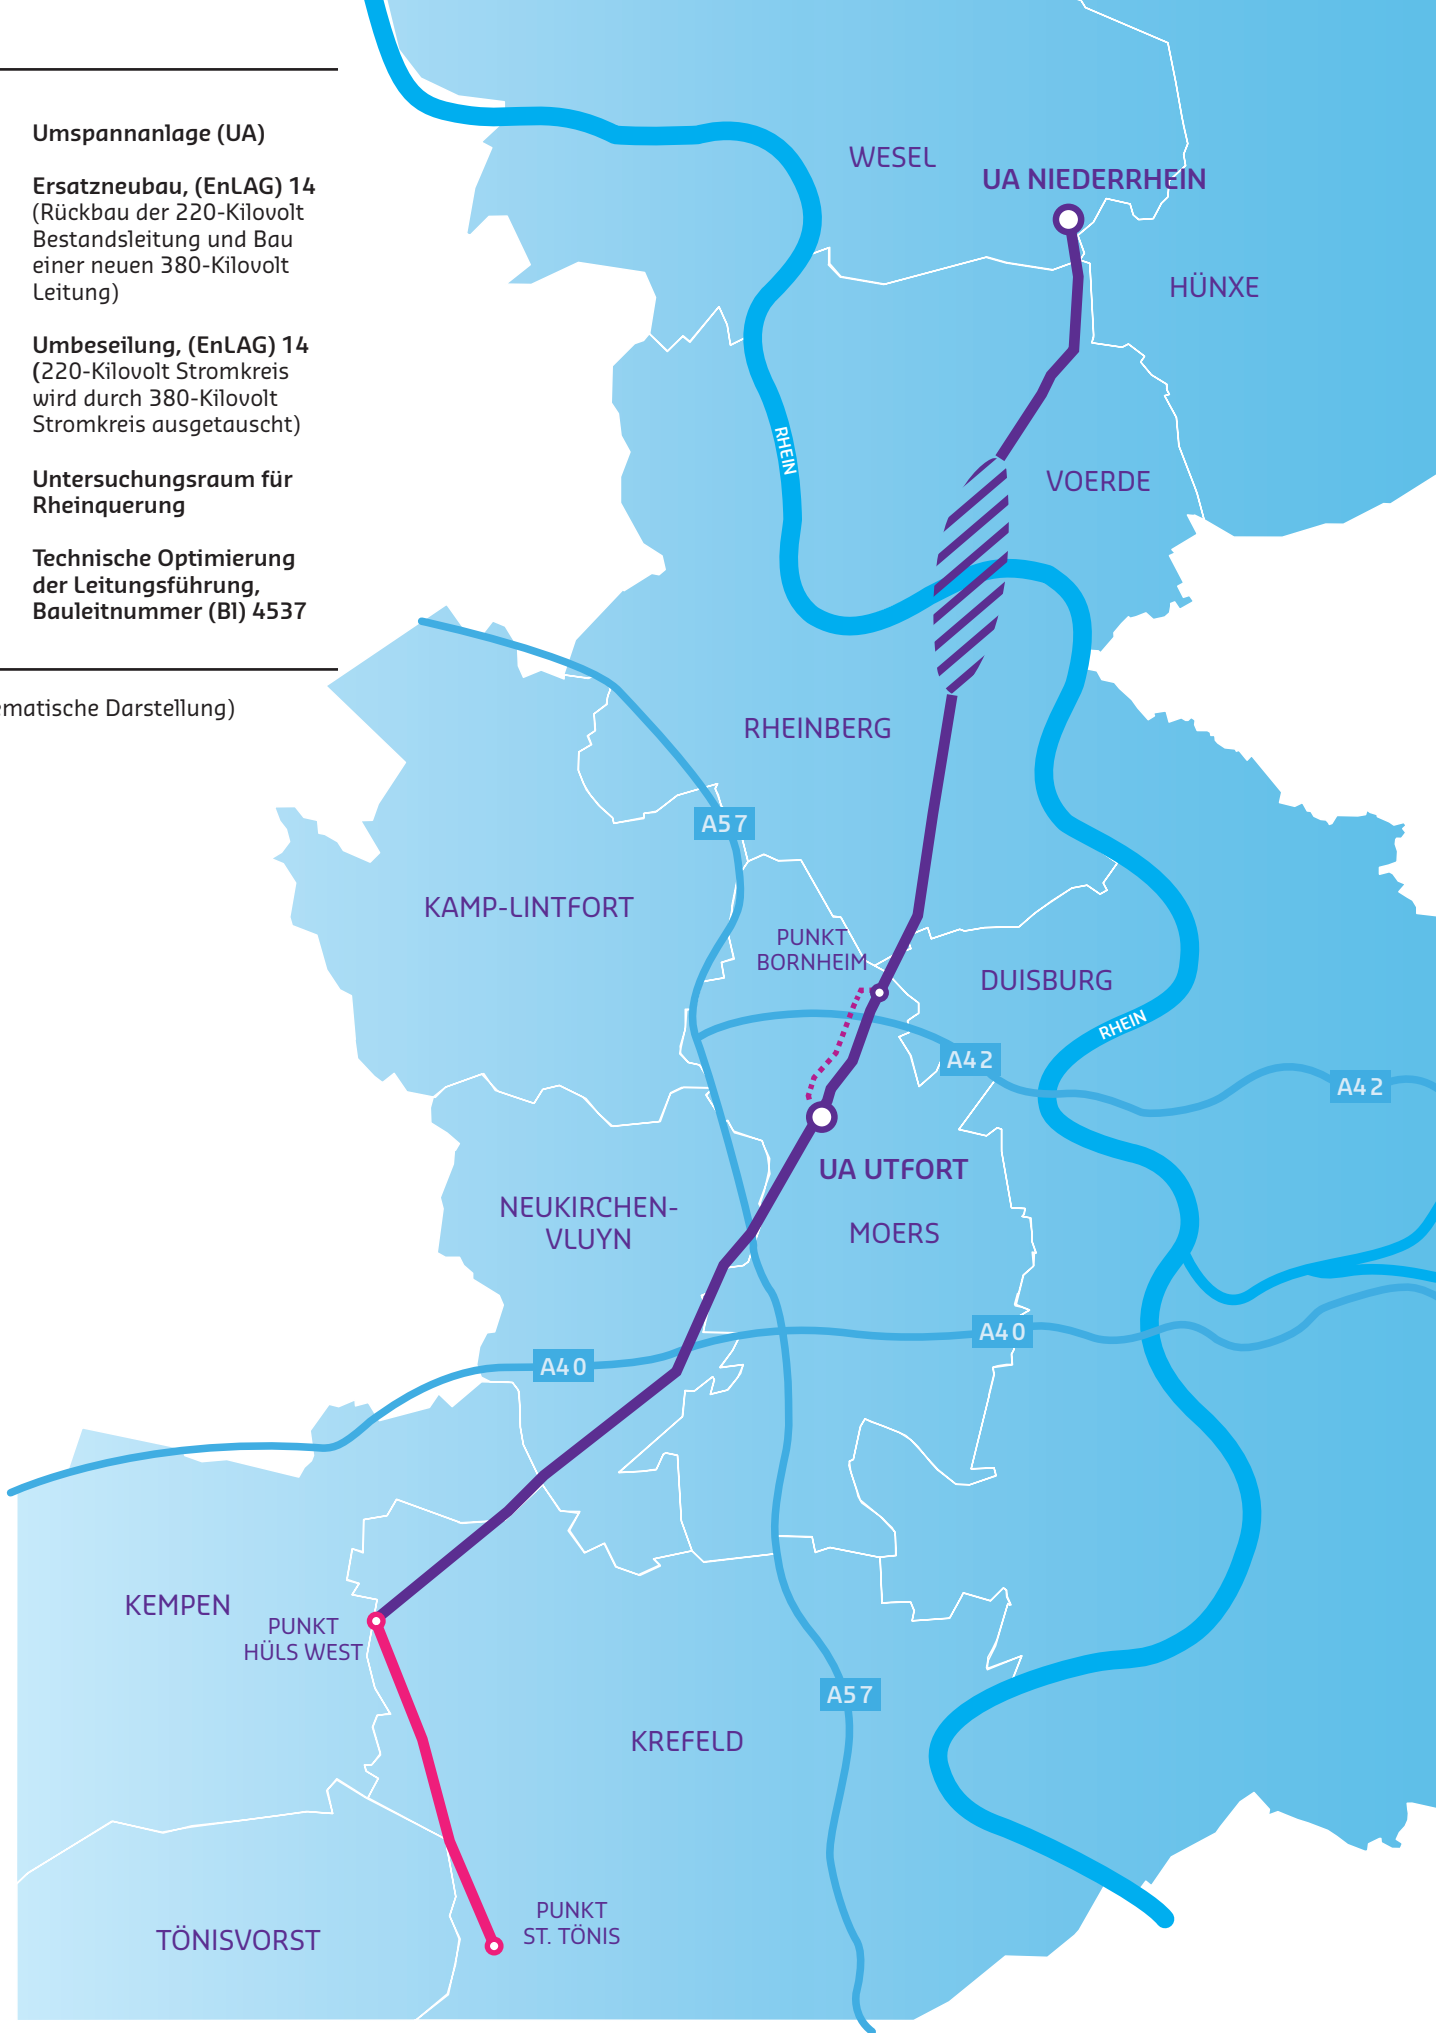 Umspannanlage (UA)
Ersatzneubau, (EnLAG) 14
(Rückbau der 220-Kilovolt
Bestandsleitung und Bau
einer neuen 380-Kilovolt
Leitung)
Umbeseilung, (EnLAG) 14
(220-Kilovolt Stromkreis
wird durch 380-Kilovolt
Stromkreis ausgetauscht)
Untersuchungsraum für
Rheinquerung
Technische Optimierung
der Leitungsführung,
Bauleitnummer (Bl) 4537
ematische Darstellung)
WESEL
UA NIEDERRHEIN
HÜNXE
RHEIN
VOERDE
RHEINBERG
A57
KAMP-LINTFORT
PUNKT
BORNHEIM
DUISBURG
RHEIN
A42
A42
UA UTFORT
NEUKIRCHEN-
VLUYN
MOERS
A40
A40
KEMPEN
PUNKT
HÜLS WEST
A57
KREFELD
PUNKT
ST. TÖNIS
TÖNISVORST